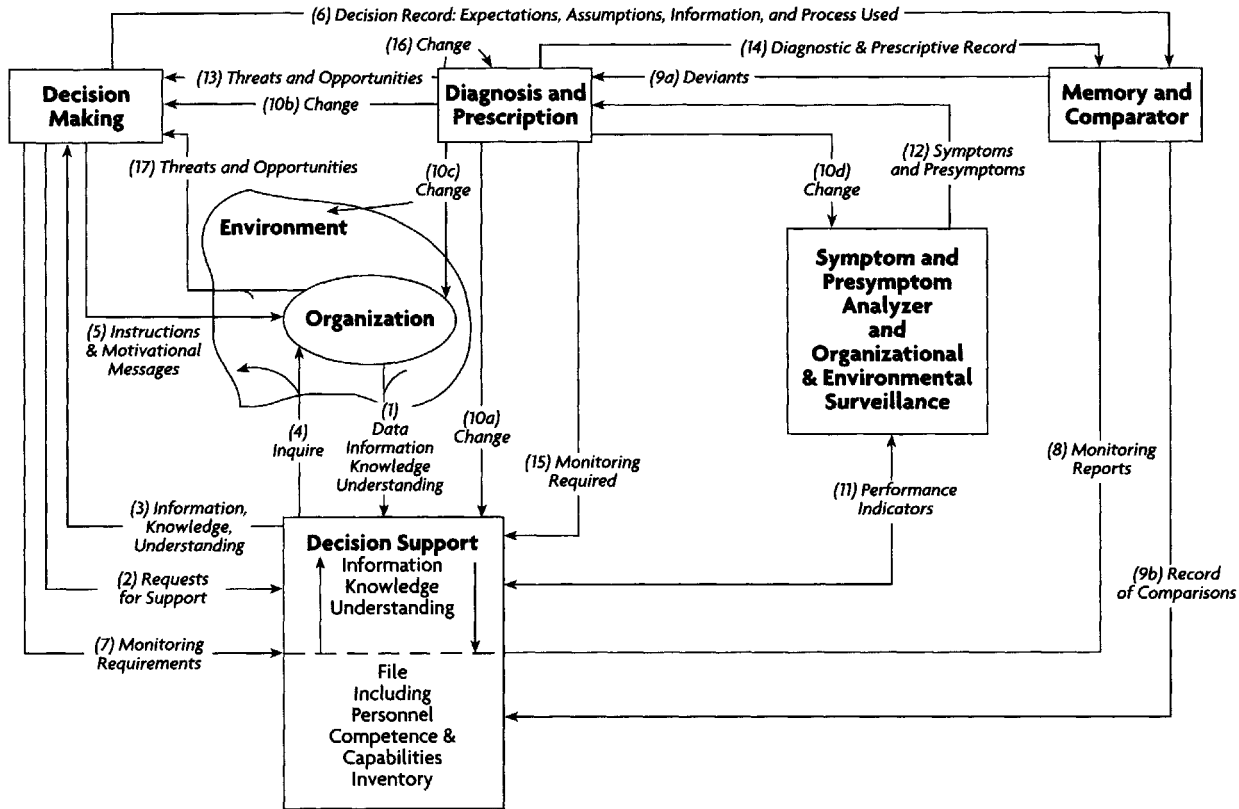 (6) Decision Record: Expectations, Assumptions, Information, and Process Used
(16) Change
(14) Diagnostic & Prescriptive Record
(13) Threats and Opportunities
(9a) Deviants
Decision
Making
(10b) Change
Diagnosis and
Prescription
Memory and
Comparator
(17) Threats and Opportunities
(10c)
Change
(10d)
Change
(12) Symptoms
and Presymptoms
Environment
Organization
Symptom and
Presymptom
Analyzer
and
Organizational
& Environmental
Surveillance
(5) Instructions
& Motivational
Messages
(4)
Inquire
(1)
Data
Information
Knowledge
Understanding
(10a)
Change
(15) Monitoring
Required
(8) Monitoring
Reports
(11) Performance
Indicators
(3) Information,
Knowledge,
Understanding
Decision Support
Information
Knowledge
Understanding
(2) Requests
for Support
(9b) Record
of Comparisons
(7) Monitoring
Requirements
File
Including
Personnel
Competence &
Capabilities
Inventory